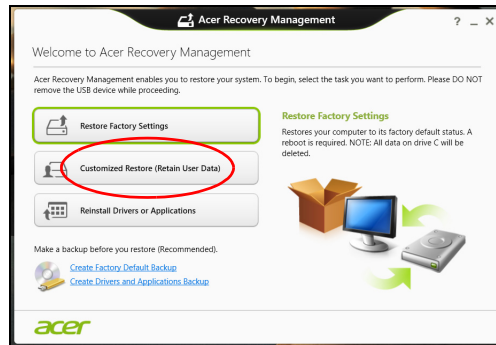 Acer Recovery Management
? _ X
Welcome to Acer Recovery Management
Acer Recovery Management enables you to restore your system. To begin, select the task you want to perform. Please DO NOT
remove the USB device while proceeding.
Restore Factory Settings
Customized Restore (Retain User Data)
Reinstall Drivers or Applications
Restore Factory Settings
Restores your computer to its factory default status. A
reboot is required. NOTE: All data on drive C will be
deleted.
Make a backup before you restore (Recommended).
Create Factory Default Backup
Create Drivers and Applications Backup
acer